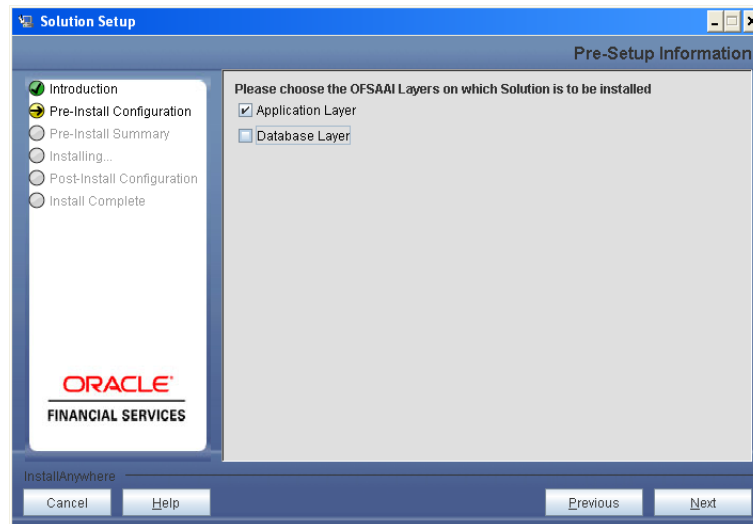 Solution Setup
Pre-Setup Information
Introduction
Pre-Install Configuration
Pre-Install Summary
Installing...
Post-Install Configuration
Install Complete
ORACLE
FINANCIAL SERVICES
Please choose the OFSAAI Layers on which Solution is to be installed
Application Layer
Database Layer
InstallAnywhere
Cancel
Help
Previous
Next